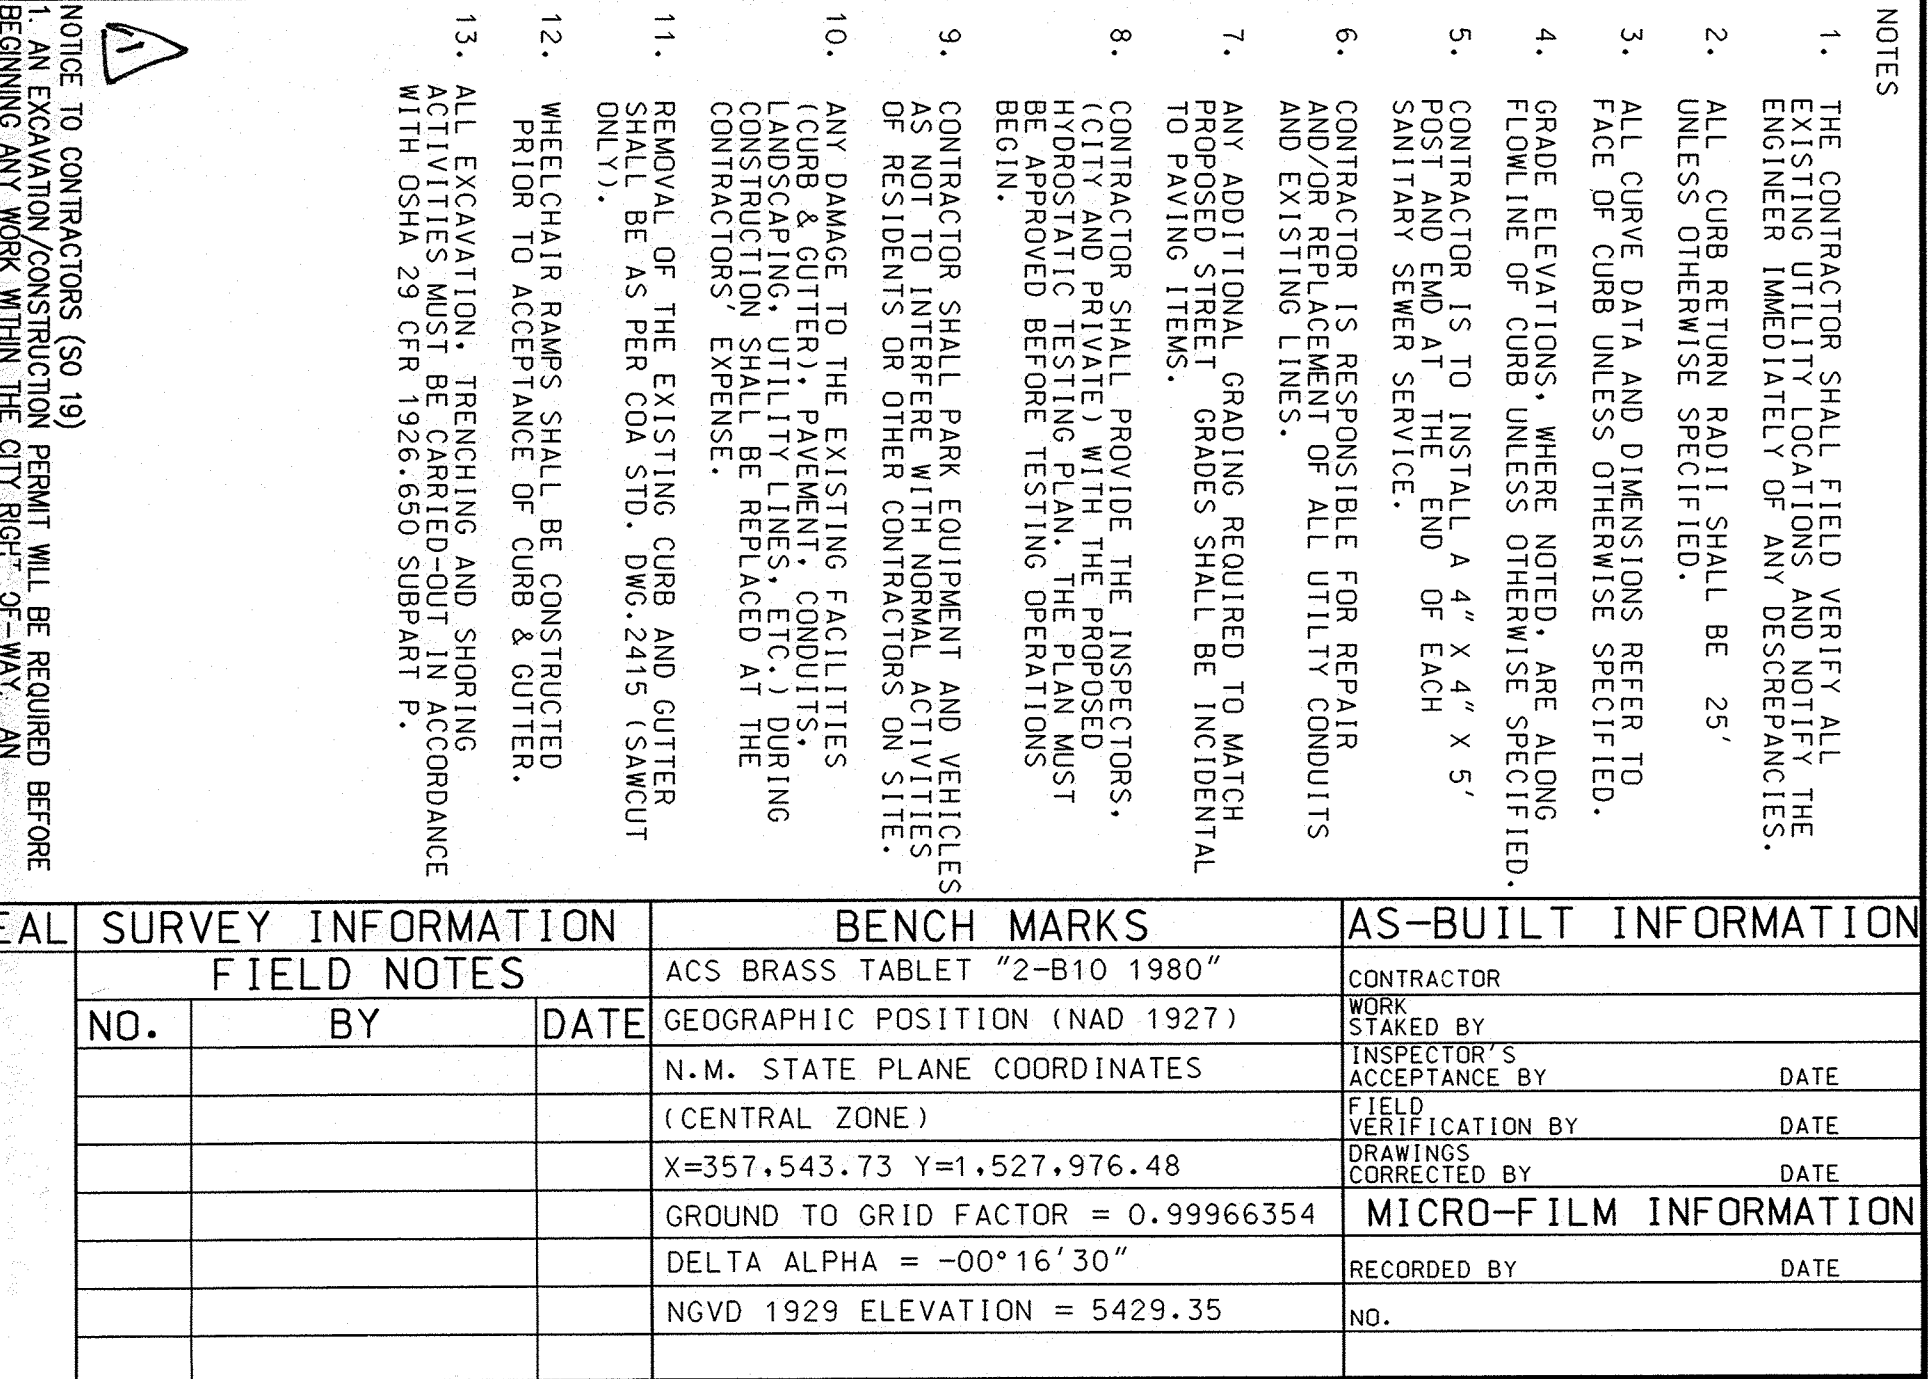 NOTES
1. THE CONTRACTOR SHALL FIELD VERIFY ALL
EXISTING UTILITY LOCATIONS AND NOTIFY THE
ENGINEER IMMEDIATELY OF ANY DESCREPANCIES.
2. ALL CURB RETURN RADII SHALL BE 25'
UNLESS OTHERWISE SPECIFIED.
3. ALL CURVE DATA AND DIMENSIONS REFER TO
FACE OF CURB UNLESS OTHERWISE SPECIFIED.
4. GRADE ELEVATIONS, WHERE NOTED, ARE ALONG
FLOWLINE OF CURB UNLESS OTHERWISE SPECIFIED.
5. CONTRACTOR IS TO INSTALL A 4" X 4" X 5'
POST AND EMD AT THE END OF EACH
SANITARY SEWER SERVICE.
6. CONTRACTOR IS RESPONSIBLE FOR REPAIR
AND/OR REPLACEMENT OF ALL UTILTY CONDUITS
AND EXISTING LINES.
7. ANY ADDITIONAL GRADING REQUIRED TO MATCH
PROPOSED STREET GRADES SHALL BE INCIDENTAL
TO PAVING ITEMS.
8. CONTRACTOR SHALL PROVIDE THE INSPECTORS,
(CITY AND PRIVATE) WITH THE PROPOSED
HYDROSTATIC TESTING PLAN. THE PLAN MUST
BE APPROVED BEFORE TESTING OPERATIONS
BEGIN.
9. CONTRACTOR SHALL PARK EQUIPMENT AND VEHICLES
AS NOT TO INTERFERE WITH NORMAL ACTIVITIES
OF RESIDENTS OR OTHER CONTRACTORS ON SITE.
10. ANY DAMAGE TO THE EXISTING FACILITIES
(CURB & GUTTER), PAVEMENT, CONDUITS,
LANDSCAPING, UTILITY LINES, ETC.) DURING
CONSTRUCTION SHALL BE REPLACED AT THE
CONTRACTORS' EXPENSE.
11. REMOVAL OF THE EXISTING CURB AND GUTTER
SHALL BE AS PER COA STD. DWG.2415 (SAWCUT
ONLY).
12. WHEELCHAIR RAMPS SHALL BE CONSTRUCTED
PRIOR TO ACCEPTANCE OF CURB & GUTTER.
13. ALL EXCAVATION, TRENCHING AND SHORING
ACTIVITIES MUST BE CARRIED-OUT IN ACCORDANCE
WITH OSHA 29 CFR 1926.650 SUBPART P.
1
NOTICE TO CONTRACTORS (SO 19)
1. AN EXCAVATION/CONSTRUCTION PERMIT WILL BE REQUIRED BEFORE
BEGINNING ANY WORK WITHIN THE CITY RIGHT-OF-WAY. AN
EAL
SURVEY INFORMATION
FIELD NOTES
NO. BY DATE
BENCH MARKS
ACS BRASS TABLET "2-B10 1980"
GEOGRAPHIC POSITION (NAD 1927)
N.M. STATE PLANE COORDINATES
(CENTRAL ZONE)
X=357,543.73 Y=1,527,976.48
GROUND TO GRID FACTOR = 0.99966354
DELTA ALPHA = -00°16'30"
NGVD 1929 ELEVATION = 5429.35
AS-BUILT INFORMATION
CONTRACTOR
WORK
STAKED BY
INSPECTOR'S
ACCEPTANCE BY DATE
FIELD
VERIFICATION BY DATE
DRAWINGS
CORRECTED BY DATE
MICRO-FILM INFORMATION
RECORDED BY DATE
NO.